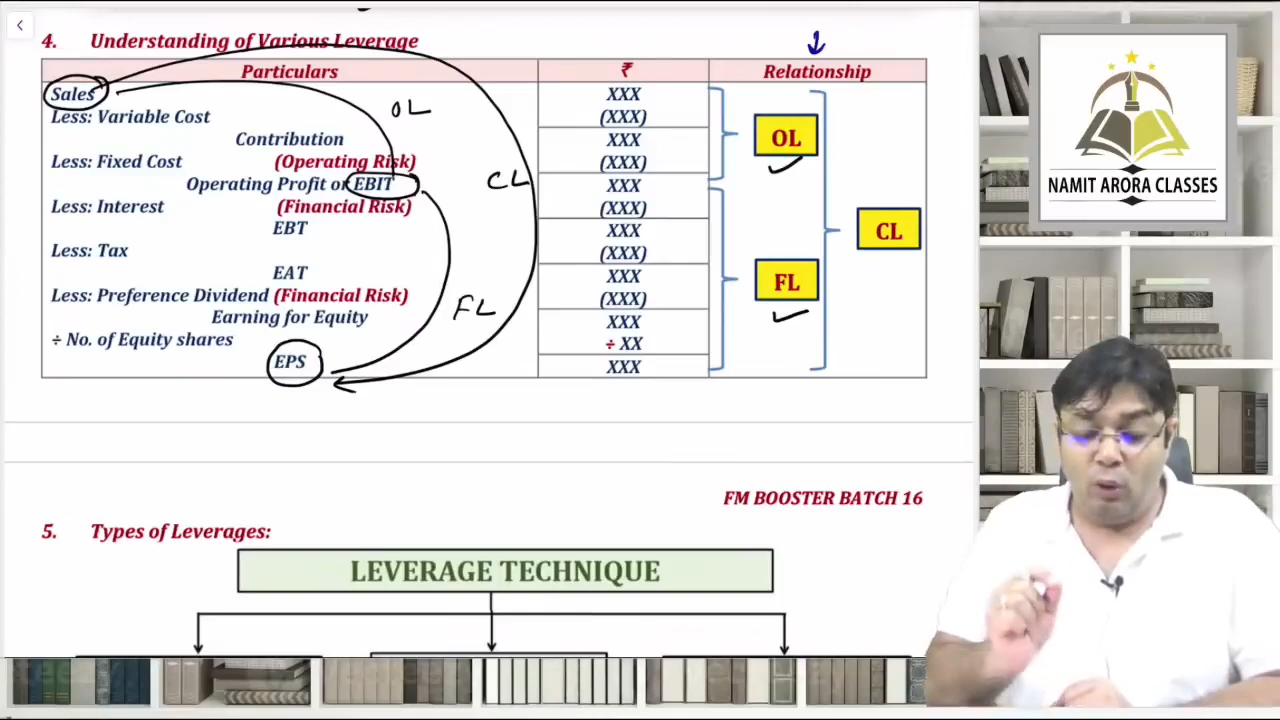 4. Understanding of Various Leverage
Particulars ₹ Relationship
Sales XXX
Less: Variable Cost (XXX)
Contribution XXX
Less: Fixed Cost (Operating Risk) (XXX)
Operating Profit or EBIT XXX
Less: Interest (Financial Risk) (XXX)
EBT XXX
Less: Tax (XXX)
EAT XXX
Less: Preference Dividend (Financial Risk) (XXX)
Earning for Equity XXX
÷ No. of Equity shares ÷ XX
EPS XXX
OL
CL
FL
OL
CL
FL
NAMIT ARORA CLASSES
FM BOOSTER BATCH 16
5. Types of Leverages:
LEVERAGE TECHNIQUE